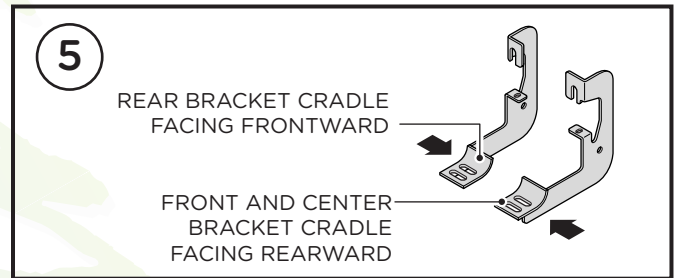 5
REAR BRACKET CRADLE
FACING FRONTWARD
FRONT AND CENTER
BRACKET CRADLE
FACING REARWARD